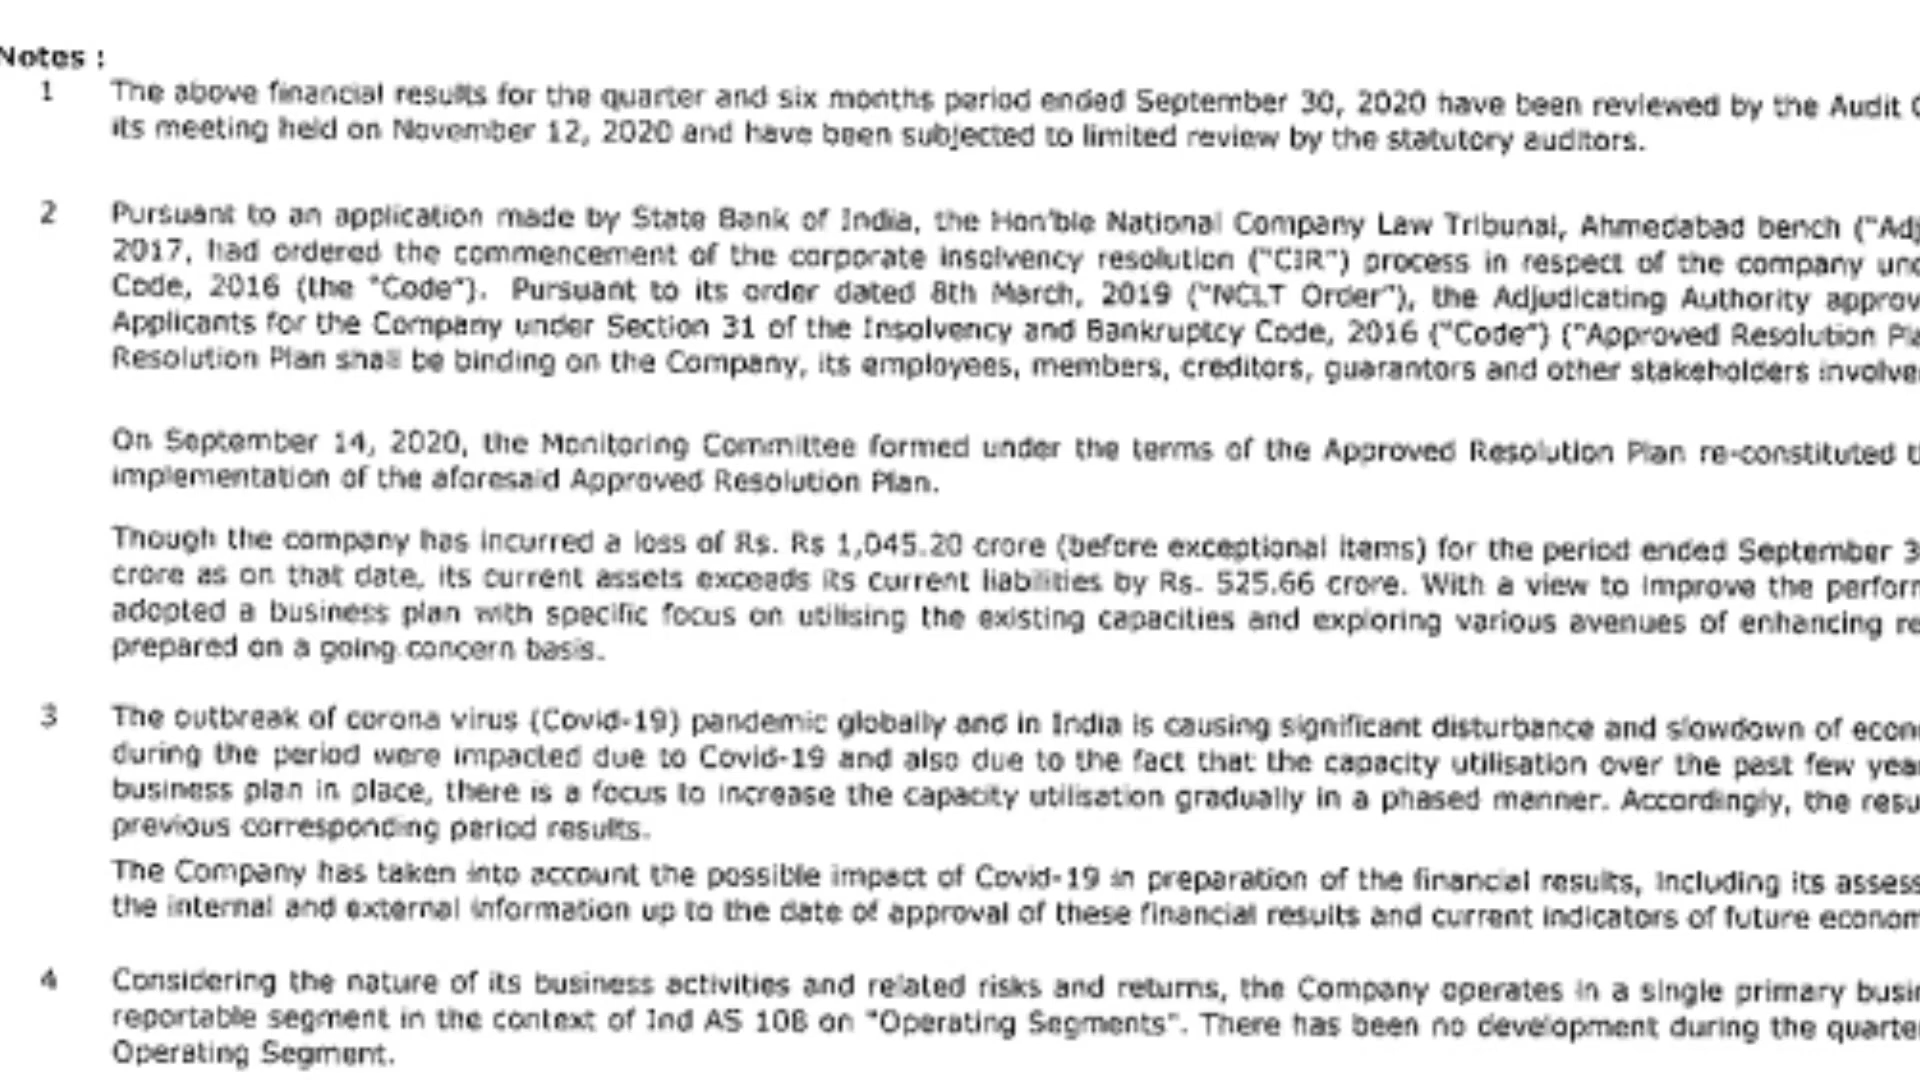 Notes :
1 The above financial results for the quarter and six months period ended September 30, 2020 have been reviewed by the Audit
its meeting held on November 12, 2020 and have been subjected to limited review by the statutory auditors.
2 Pursuant to an application made by State Bank of India, the Hon'ble National Company Law Tribunal, Ahmedabad bench ("Adj
2017, had ordered the commencement of the corporate insolvency resolution ("CIR") process in respect of the company und
Code, 2016 (the "Code"). Pursuant to its order dated 8th March, 2019 ("NCLT Order"), the Adjudicating Authority approv
Applicants for the Company under Section 31 of the Insolvency and Bankruptcy Code, 2016 ("Code") ("Approved Resolution Pla
Resolution Plan shall be binding on the Company, its employees, members, creditors, guarantors and other stakeholders involve
On September 14, 2020, the Monitoring Committee formed under the terms of the Approved Resolution Plan re-constituted t
implementation of the aforesaid Approved Resolution Plan.
Though the company has incurred a loss of Rs. Rs 1,045.20 crore (before exceptional items) for the period ended September 3
crore as on that date, its current assets exceeds its current liabilities by Rs. 525.66 crore. With a view to improve the perform
adopted a business plan with specific focus on utilising the existing capacities and exploring various avenues of enhancing re
prepared on a going concern basis.
3 The outbreak of corona virus (Covid-19) pandemic globally and in India is causing significant disturbance and slowdown of econ
during the period were impacted due to Covid-19 and also due to the fact that the capacity utilisation over the past few year
business plan in place, there is a focus to increase the capacity utilisation gradually in a phased manner. Accordingly, the resu
previous corresponding period results.
The Company has taken into account the possible impact of Covid-19 in preparation of the financial results, including its assess
the internal and external information up to the date of approval of these financial results and current indicators of future econom
4 Considering the nature of its business activities and related risks and returns, the Company operates in a single primary busin
reportable segment in the context of Ind AS 108 on "Operating Segments". There has been no development during the quarter
Operating Segment.